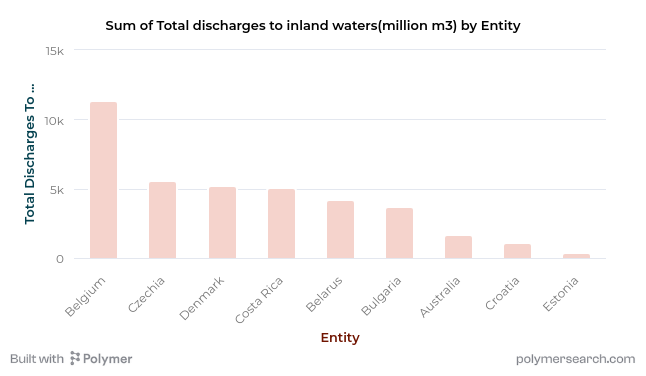 Sum of Total discharges to inland waters(million m3) by Entity
Total Discharges To ...
15k
10k
5k
0
Belgium
Czechia
Denmark
Costa Rica
Belarus
Bulgaria
Australia
Croatia
Estonia
Entity
Built with Polymer
polymersearch.com